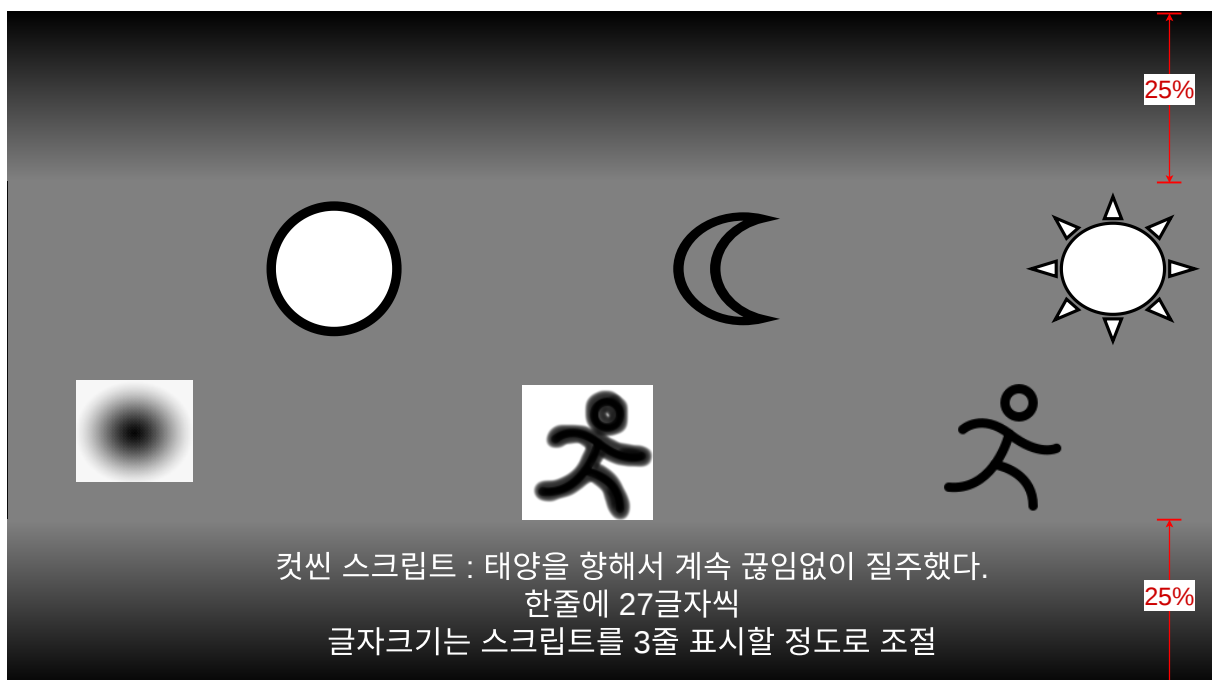 25%
컷씬 스크립트 : 태양을 향해서 계속 끊임없이 질주했다.
한줄에 27글자씩
25%
글자크기는 스크립트를 3줄 표시할 정도로 조절